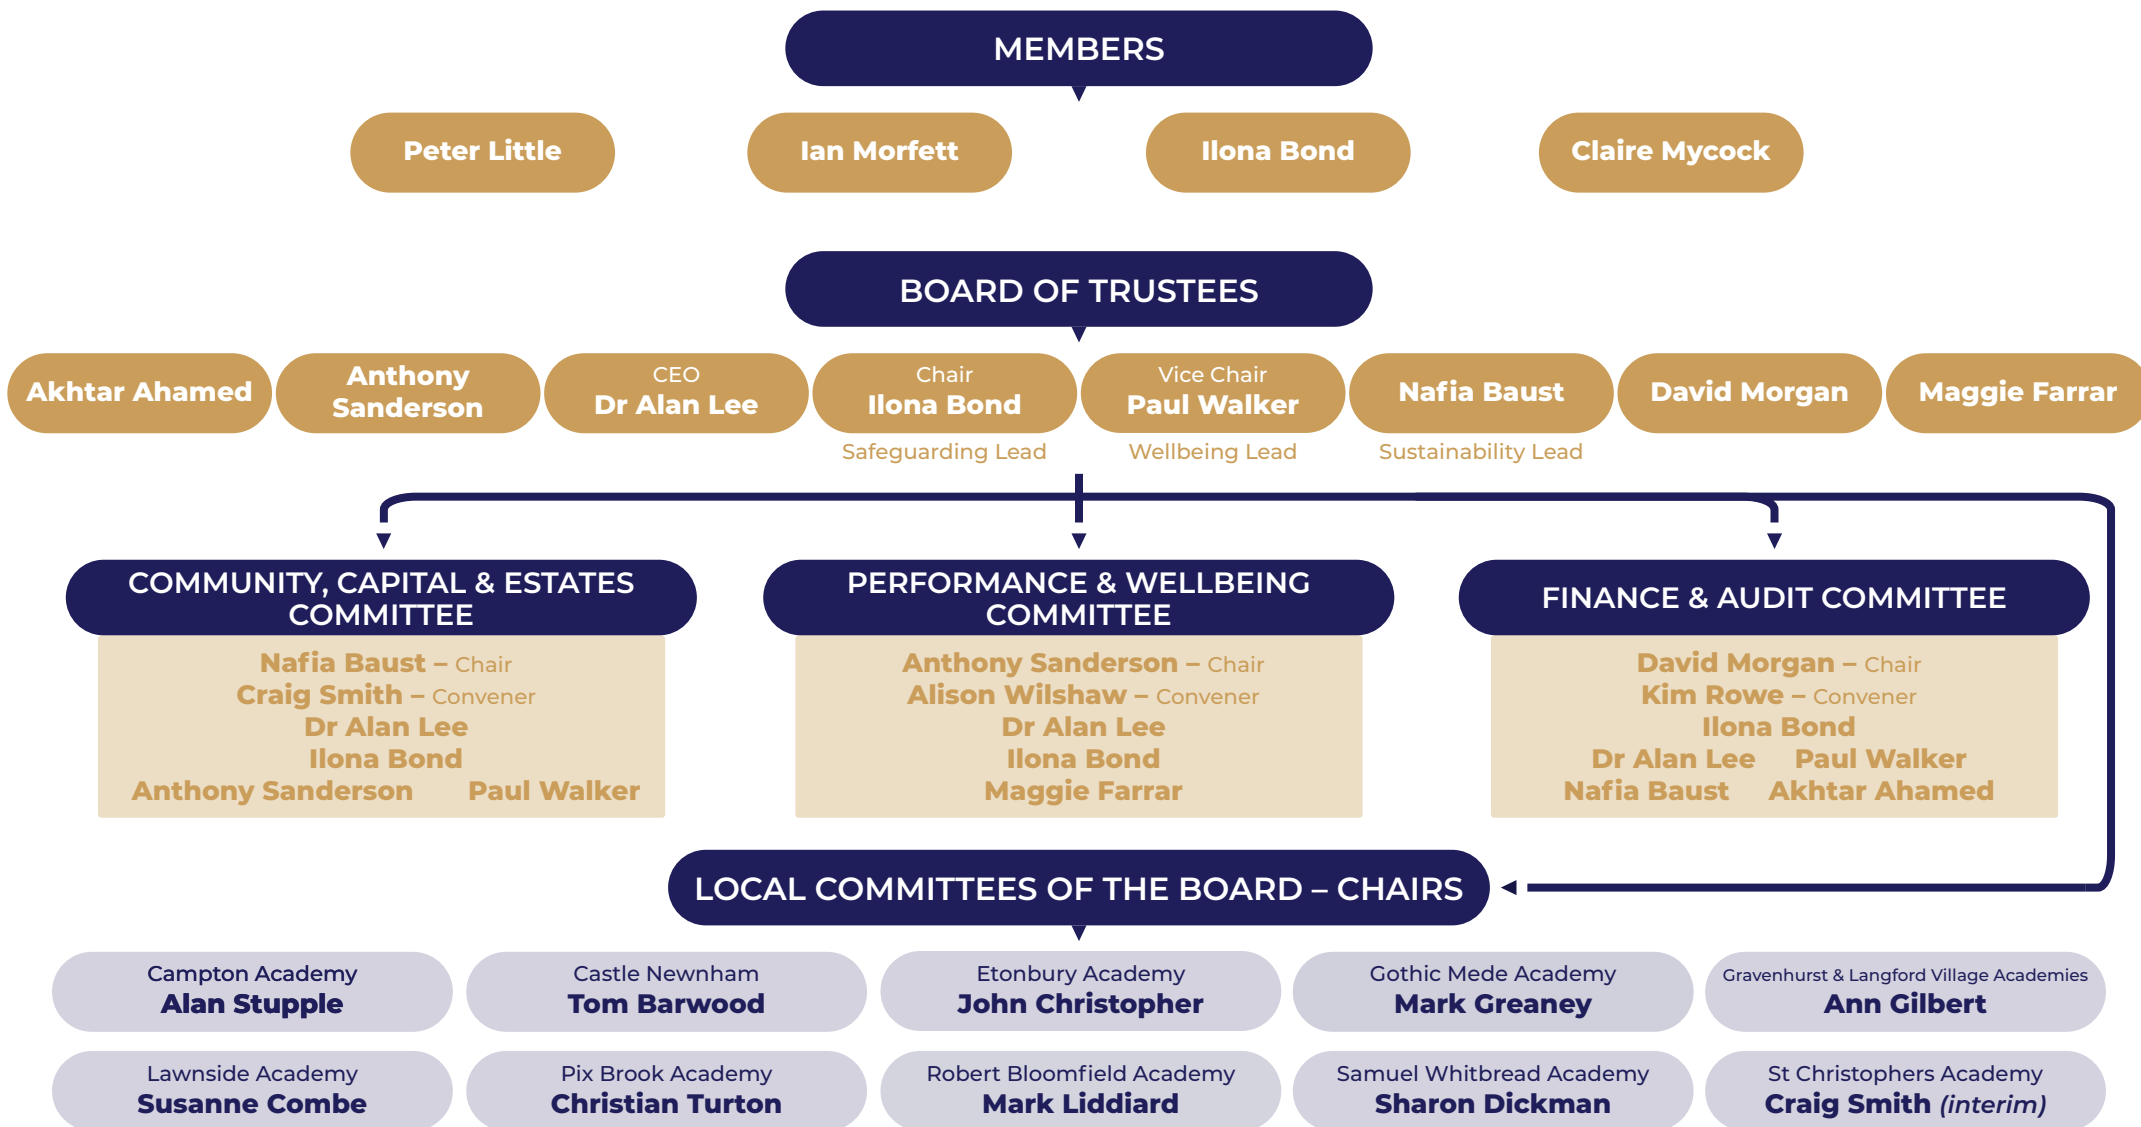 MEMBERS
Peter Little
Ian Morfett
Ilona Bond
Claire Mycock
BOARD OF TRUSTEES
Akhtar Ahamed
Anthony
Sanderson
CEO
Dr Alan Lee
Chair
Ilona Bond
Safeguarding Lead
Vice Chair
Paul Walker
Wellbeing Lead
Nafia Baust
Sustainability Lead
David Morgan
Maggie Farrar
COMMUNITY, CAPITAL & ESTATES
COMMITTEE
Nafia Baust – Chair
Craig Smith – Convener
Dr Alan Lee
Ilona Bond
Anthony Sanderson Paul Walker
PERFORMANCE & WELLBEING
COMMITTEE
Anthony Sanderson – Chair
Alison Wilshaw – Convener
Dr Alan Lee
Ilona Bond
Maggie Farrar
FINANCE & AUDIT COMMITTEE
David Morgan – Chair
Kim Rowe – Convener
Ilona Bond
Dr Alan Lee Paul Walker
Nafia Baust Akhtar Ahamed
LOCAL COMMITTEES OF THE BOARD – CHAIRS
Campton Academy
Alan Stupple
Castle Newnham
Tom Barwood
Etonbury Academy
John Christopher
Gothic Mede Academy
Mark Greaney
Gravenhurst & Langford Village Academies
Ann Gilbert
Lawnside Academy
Susanne Combe
Pix Brook Academy
Christian Turton
Robert Bloomfield Academy
Mark Liddiard
Samuel Whitbread Academy
Sharon Dickman
St Christophers Academy
Craig Smith (interim)